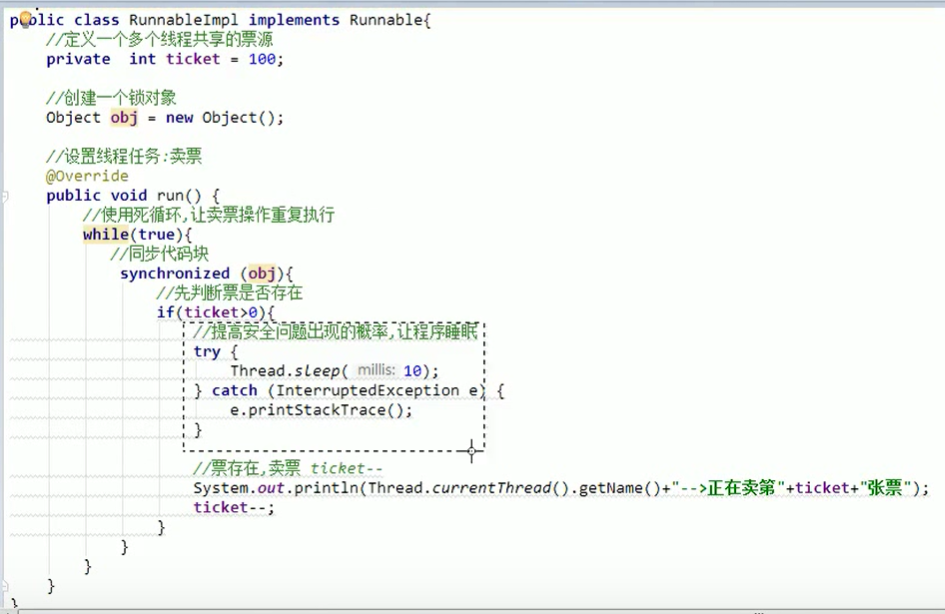 public class RunnableImpl implements Runnable{
//定义一个多个线程共享的票源
private  int ticket = 100;
//创建一个锁对象
Object obj = new Object();
//设置线程任务:卖票
@Override
public void run() {
//使用死循环,让卖票操作重复执行
while(true){
//同步代码块
synchronized (obj){
//先判断票是否存在
if(ticket>0){
//提高安全问题出现的概率,让程序睡眠
try {
Thread.sleep( millis: 10);
} catch (InterruptedException e) {
e.printStackTrace();
}
//票存在,卖票 ticket--
System.out.println(Thread.currentThread().getName()+"-->正在卖第"+ticket+"张票");
ticket--;
}
}
}
}
}